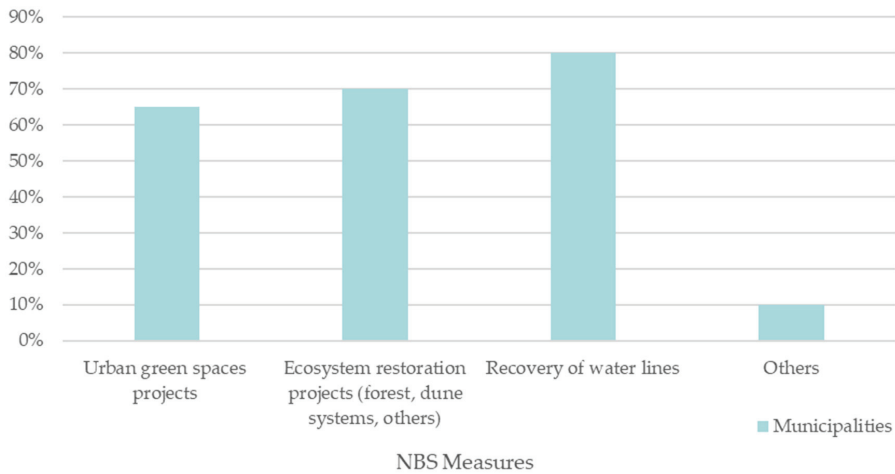 90%
80%
70%
60%
50%
40%
30%
20%
10%
0%
Urban green spaces
projects
Ecosystem restoration
projects (forest, dune
systems, others)
Recovery of water lines
Others
Municipalities
NBS Measures